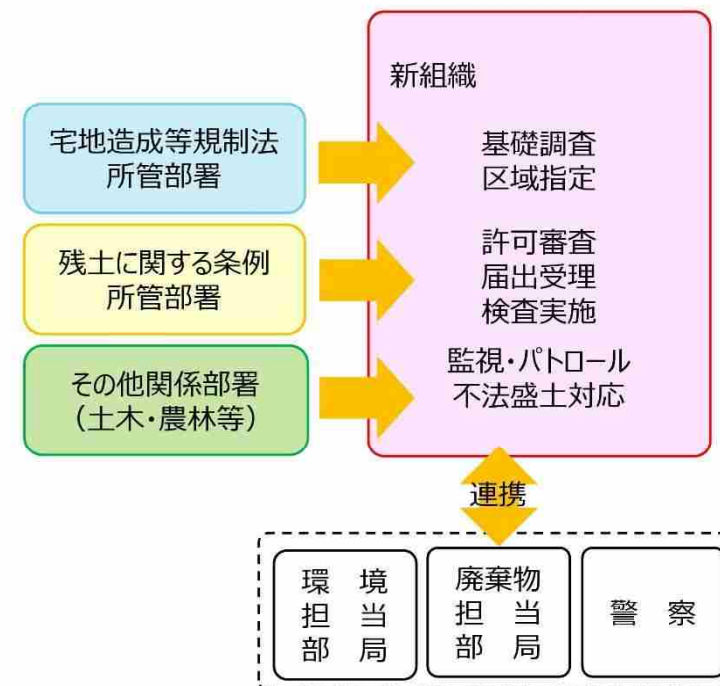 新組織
宅地造成等規制法
所管部署
基礎調査
区域指定
残土に関する条例
所管部署
許可審査
届出受理
検査実施
その他関係部署
（土木・農林等）
監視・パトロール
不法盛土対応
連携
環　境
担　当
部　局
廃棄物
担　当
部　局
警　察